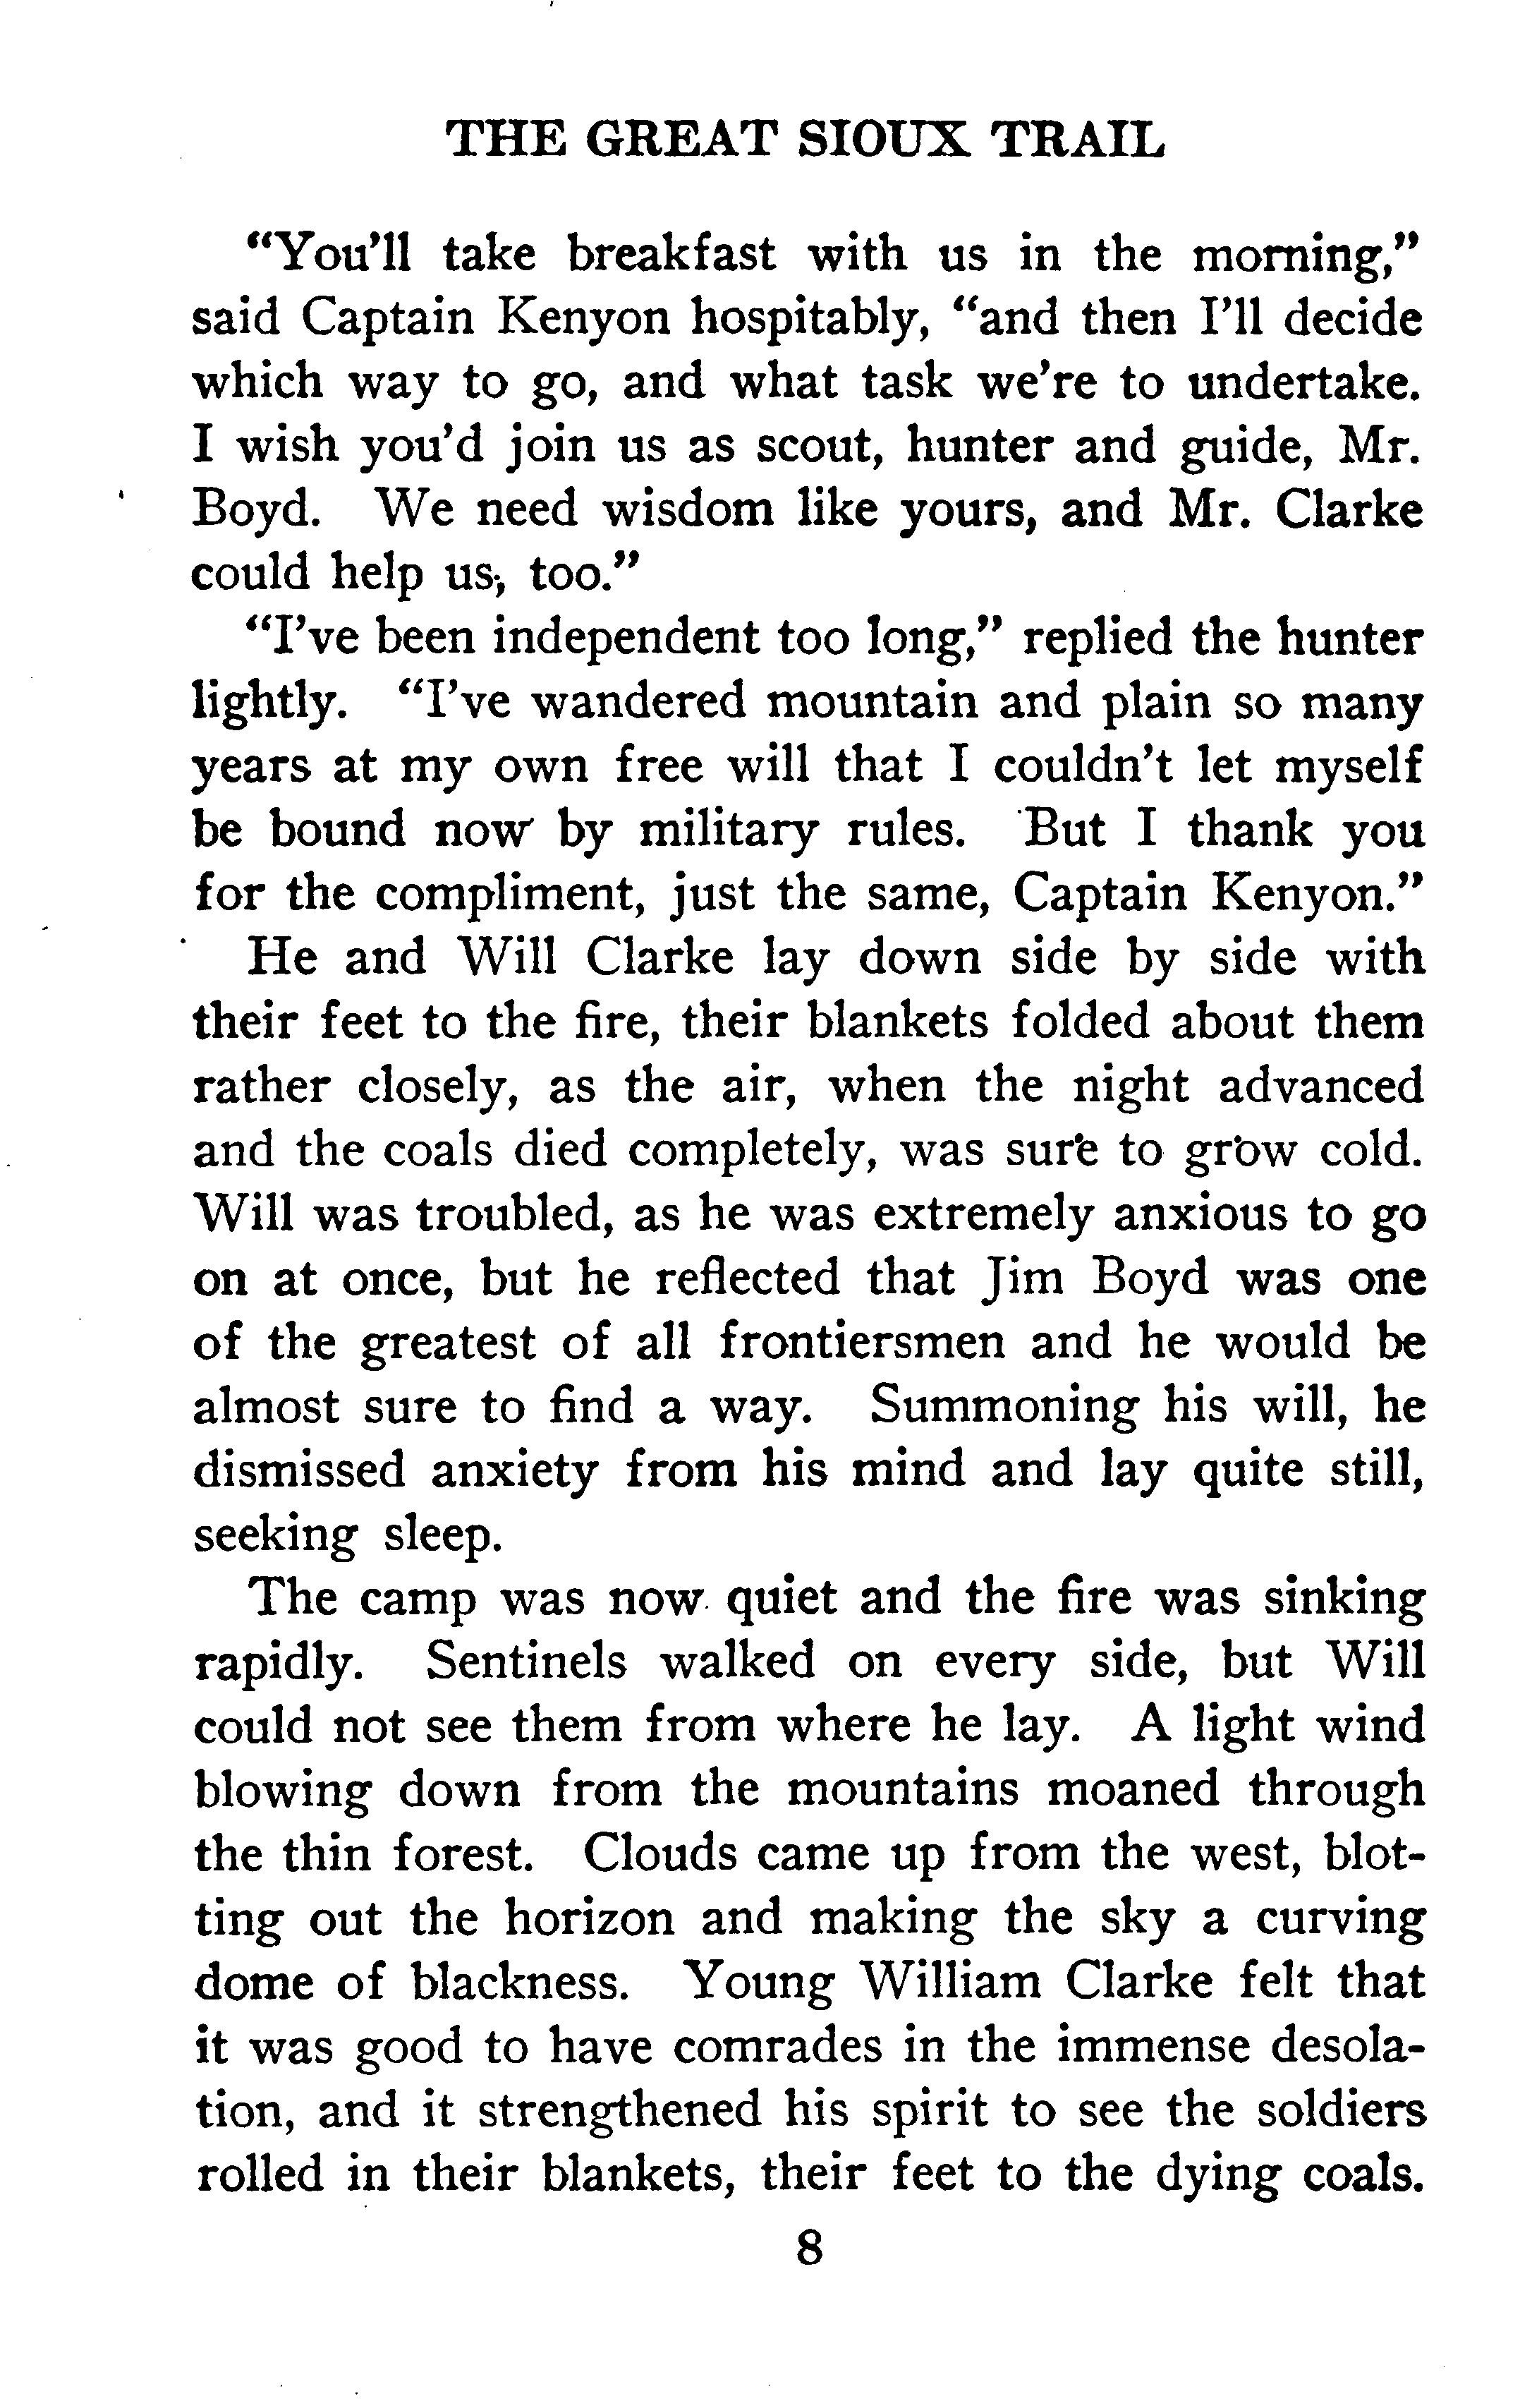 THE GREAT SIOUX TRAIL
"You'll take breakfast with us in the morning,"
said Captain Kenyon hospitably, "and then I'll decide
which way to go, and what task we're to undertake.
I wish you'd join us as scout, hunter and guide, Mr.
Boyd. We need wisdom like yours, and Mr. Clarke
could help us, too."
"I've been independent too long," replied the hunter
lightly. "I've wandered mountain and plain so many
years at my own free will that I couldn't let myself
be bound now by military rules. But I thank you
for the compliment, just the same, Captain Kenyon."
He and Will Clarke lay down side by side with
their feet to the fire, their blankets folded about them
rather closely, as the air, when the night advanced
and the coals died completely, was sure to grow cold.
Will was troubled, as he was extremely anxious to go
on at once, but he reflected that Jim Boyd was one
of the greatest of all frontiersmen and he would be
almost sure to find a way. Summoning his will, he
dismissed anxiety from his mind and lay quite still,
seeking sleep.
The camp was now quiet and the fire was sinking
rapidly. Sentinels walked on every side, but Will
could not see them from where he lay. A light wind
blowing down from the mountains moaned through
the thin forest. Clouds came up from the west, blot-
ting out the horizon and making the sky a curving
dome of blackness. Young William Clarke felt that
it was good to have comrades in the immense desola-
tion, and it strengthened his spirit to see the soldiers
rolled in their blankets, their feet to the dying coals.
8